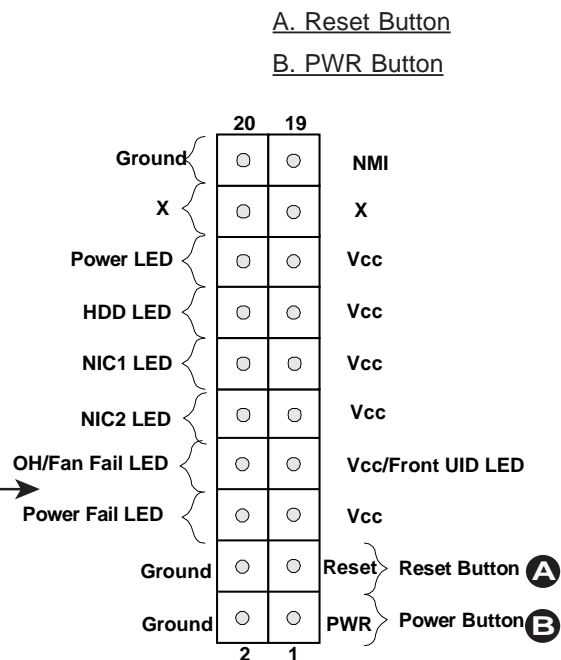 A. Reset Button
B. PWR Button
20 19
Ground NMI
X X
Power LED Vcc
HDD LED Vcc
NIC1 LED Vcc
NIC2 LED Vcc
OH/Fan Fail LED Vcc/Front UID LED
Power Fail LED Vcc
Ground Reset Reset Button A
Ground PWR Power Button B
2 1